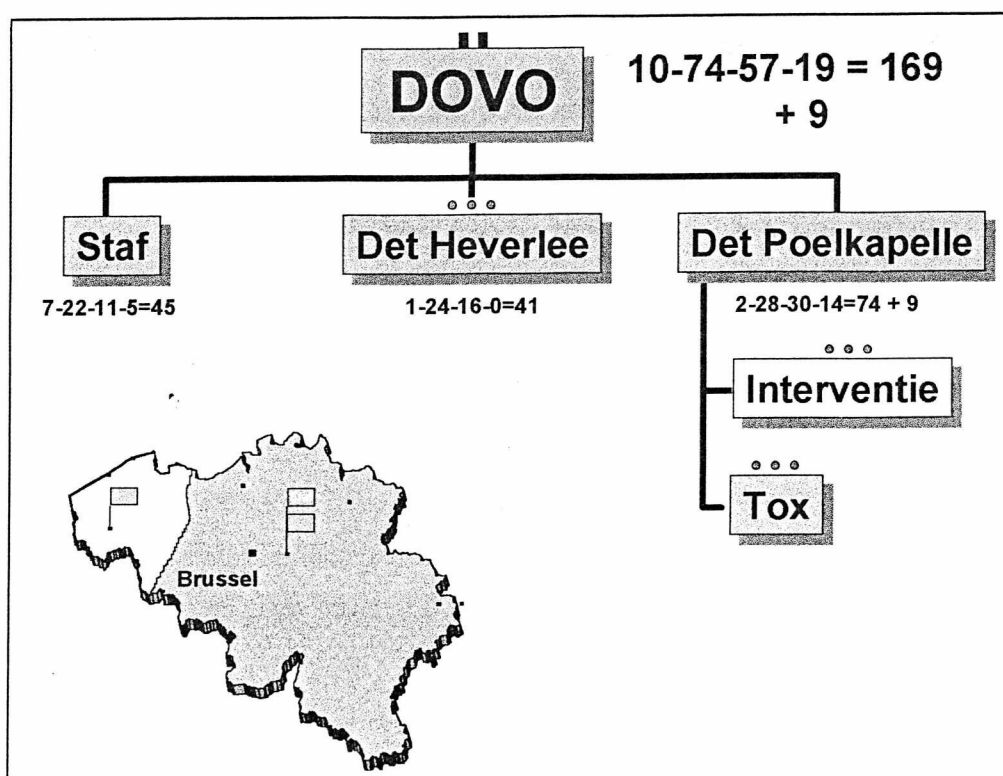 DOVO
10-74-57-19 = 169
+ 9
Staf
Det Heverlee
Det Poelkapelle
7-22-11-5=45
1-24-16-0=41
2-28-30-14=74 + 9
Interventie
Tox
Brussel